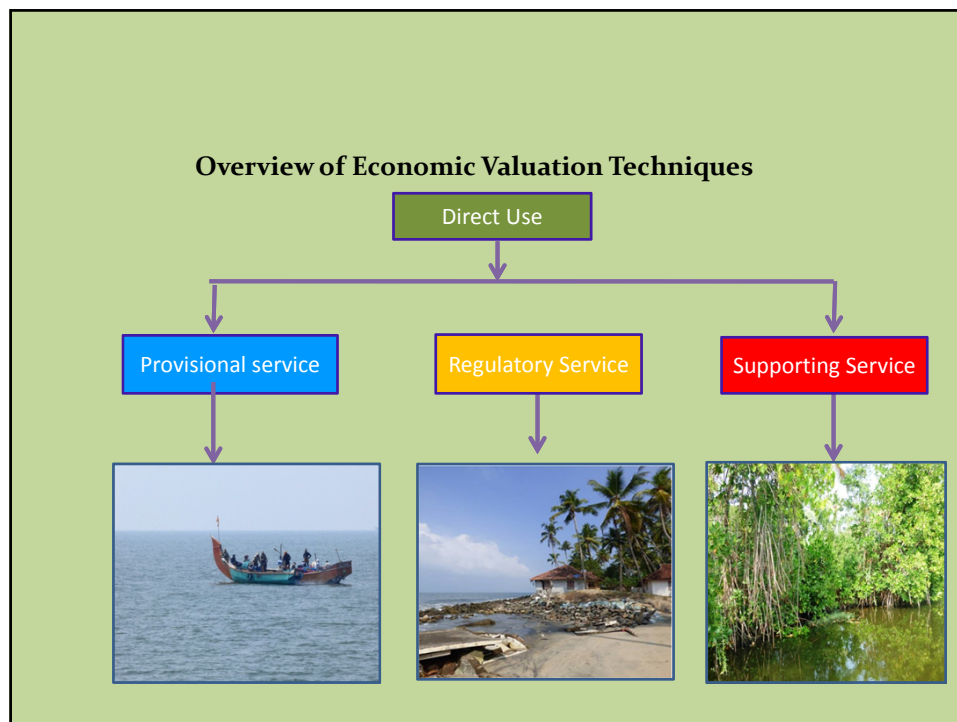 Overview of Economic Valuation Techniques
Direct Use
Provisional service
Regulatory Service
Supporting Service